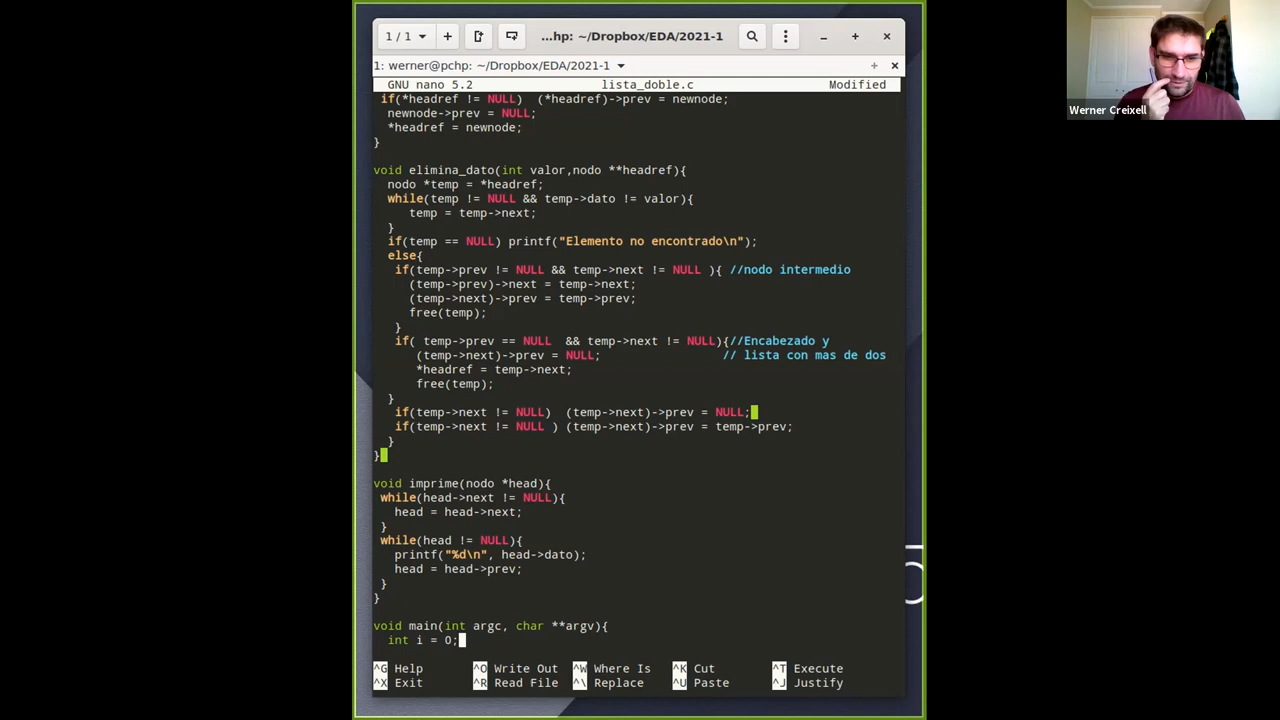 1 / 1
...hp: ~/Dropbox/EDA/2021-1
1: werner@pchp: ~/Dropbox/EDA/2021-1
GNU nano 5.2 lista_doble.c Modified
if(*headref != NULL) (*headref)->prev = newnode;
newnode->prev = NULL;
*headref = newnode;
}
void elimina_dato(int valor,nodo **headref){
nodo *temp = *headref;
while(temp != NULL && temp->dato != valor){
temp = temp->next;
}
if(temp == NULL) printf("Elemento no encontrado\n");
else{
if(temp->prev != NULL && temp->next != NULL ){ //nodo intermedio
(temp->prev)->next = temp->next;
(temp->next)->prev = temp->prev;
free(temp);
}
if( temp->prev == NULL && temp->next != NULL){//Encabezado y
(temp->next)->prev = NULL; // lista con mas de dos
*headref = temp->next;
free(temp);
}
if(temp->next != NULL) (temp->next)->prev = NULL;
if(temp->next != NULL ) (temp->next)->prev = temp->prev;
}
}
void imprime(nodo *head){
while(head->next != NULL){
head = head->next;
}
while(head != NULL){
printf("%d\n", head->dato);
head = head->prev;
}
}
void main(int argc, char **argv){
int i = 0;
^G Help ^O Write Out ^W Where Is ^K Cut ^T Execute
^X Exit ^R Read File ^\ Replace ^U Paste ^J Justify
Werner Creixell